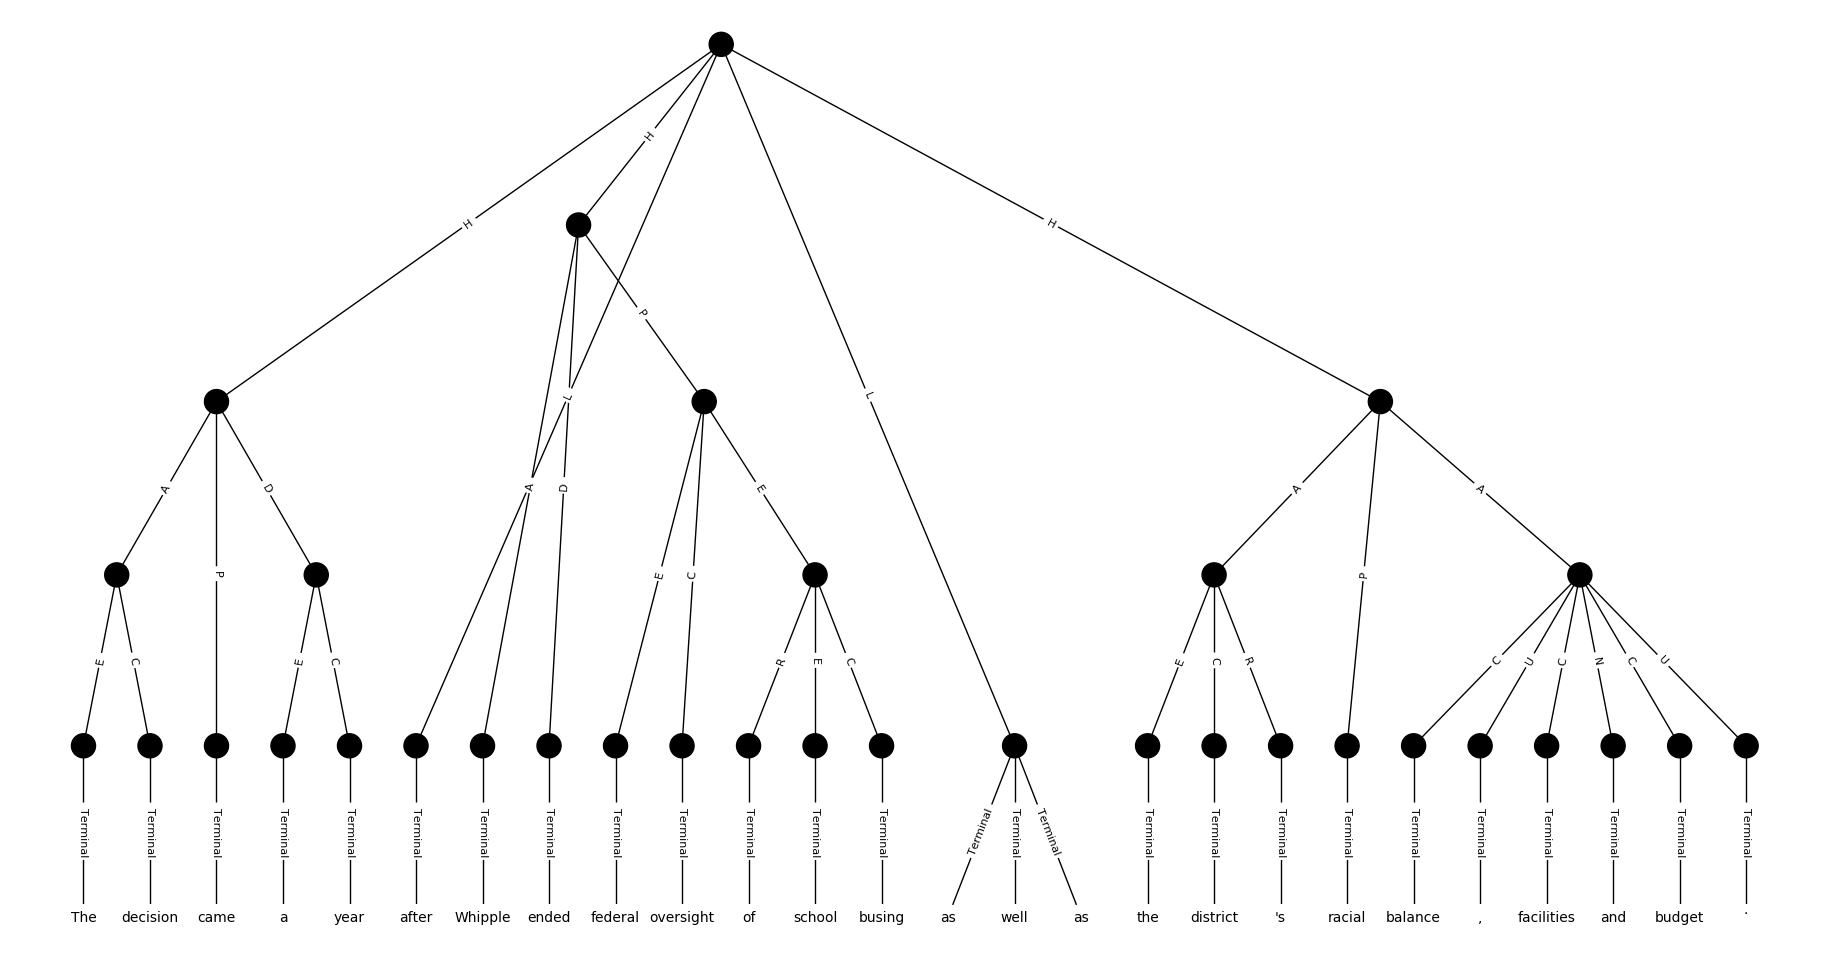 H
H
H
P
L
L
A
D
A
D
E
A
A
P
E
C
E
C
P
R
E
C
E
C
E
C
E
C
R
C
U
C
N
C
U
Terminal Terminal Terminal Terminal Terminal Terminal Terminal Terminal Terminal Terminal Terminal Terminal Terminal Terminal Terminal Terminal Terminal Terminal Terminal Terminal Terminal Terminal Terminal Terminal Terminal Terminal
The decision came a year after Whipple ended federal oversight of school busing as well as the district 's racial balance , facilities and budget .